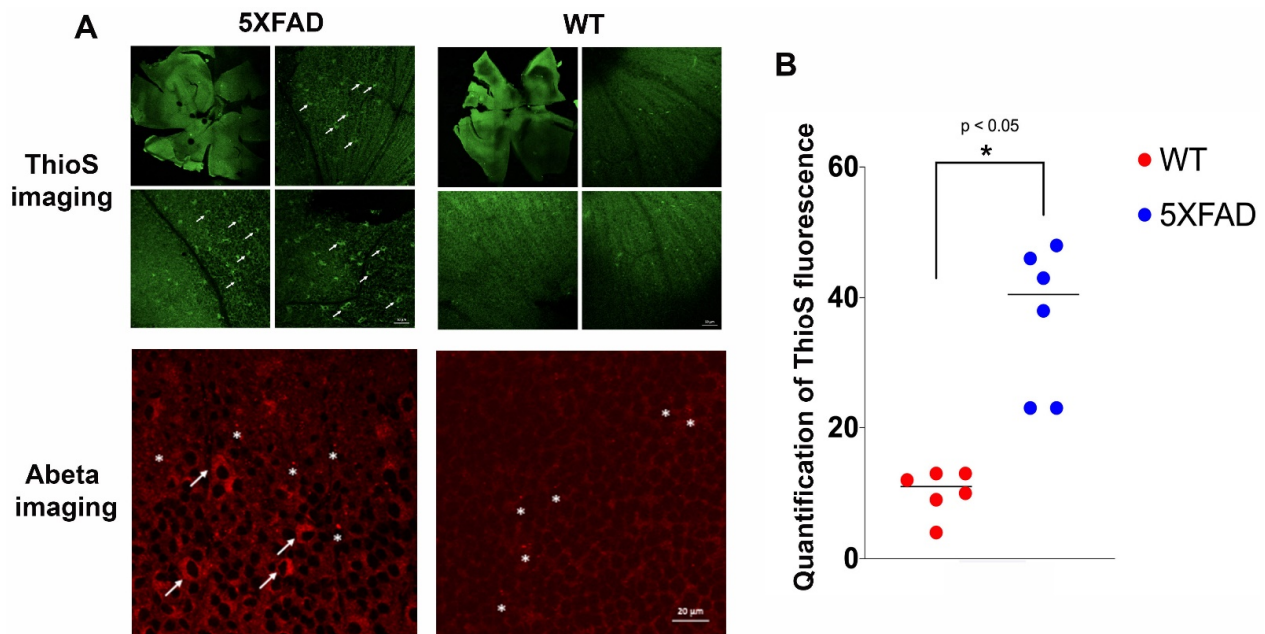 A
5XFAD
WT
ThioS
imaging
Abeta
imaging
*
*
*
*
*
*
*
*
*
*
*
20 µm
B
Quantification of ThioS fluorescence
p < 0.05
*
60
40
20
0
WT
5XFAD